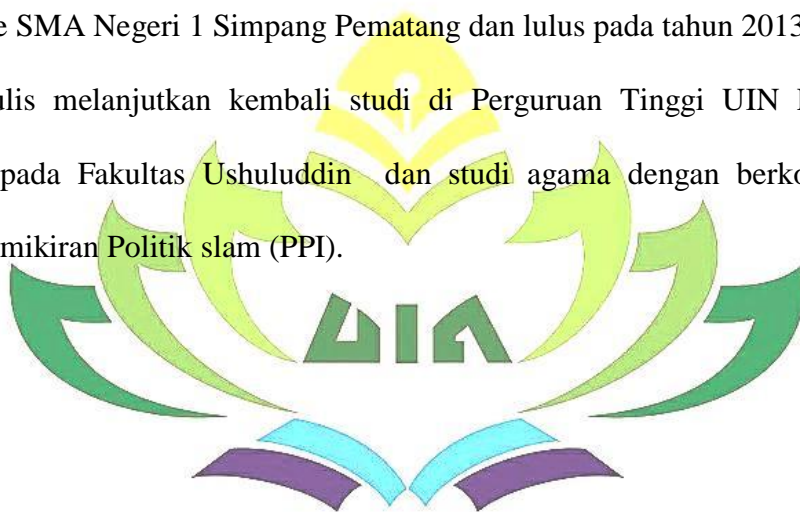 e SMA Negeri 1 Simpang Pematang dan lulus pada tahun 2013
ulis melanjutkan kembali studi di Perguruan Tinggi UIN
pada Fakultas Ushuluddin dan studi agama dengan berko
mikiran Politik slam (PPI).
UIN